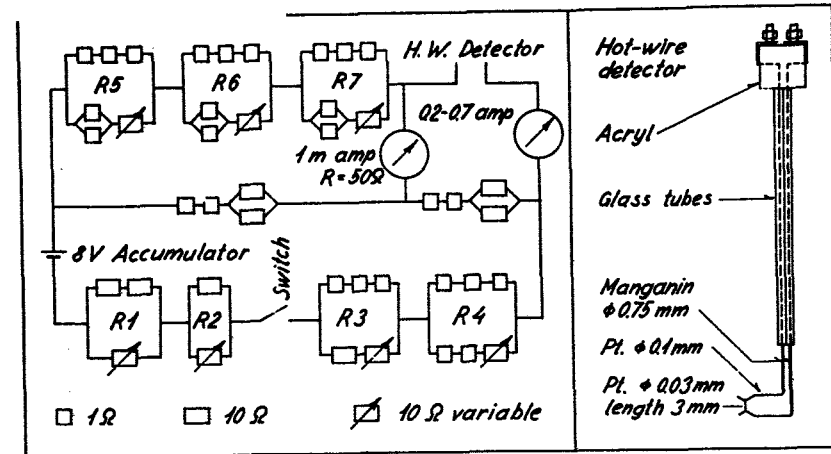 H.W. Detector
R5
R6
R7
0.2-0.7 amp
1 m amp
R = 50Ω
8V Accumulator
Switch
R1
R2
R3
R4
1Ω
10Ω
10 Ω variable
Hot-wire
detector
Acryl
Glass tubes
Manganin
ϕ 0.75 mm
Pt. ϕ 0.1 mm
Pt. ϕ 0.03 mm
length 3 mm